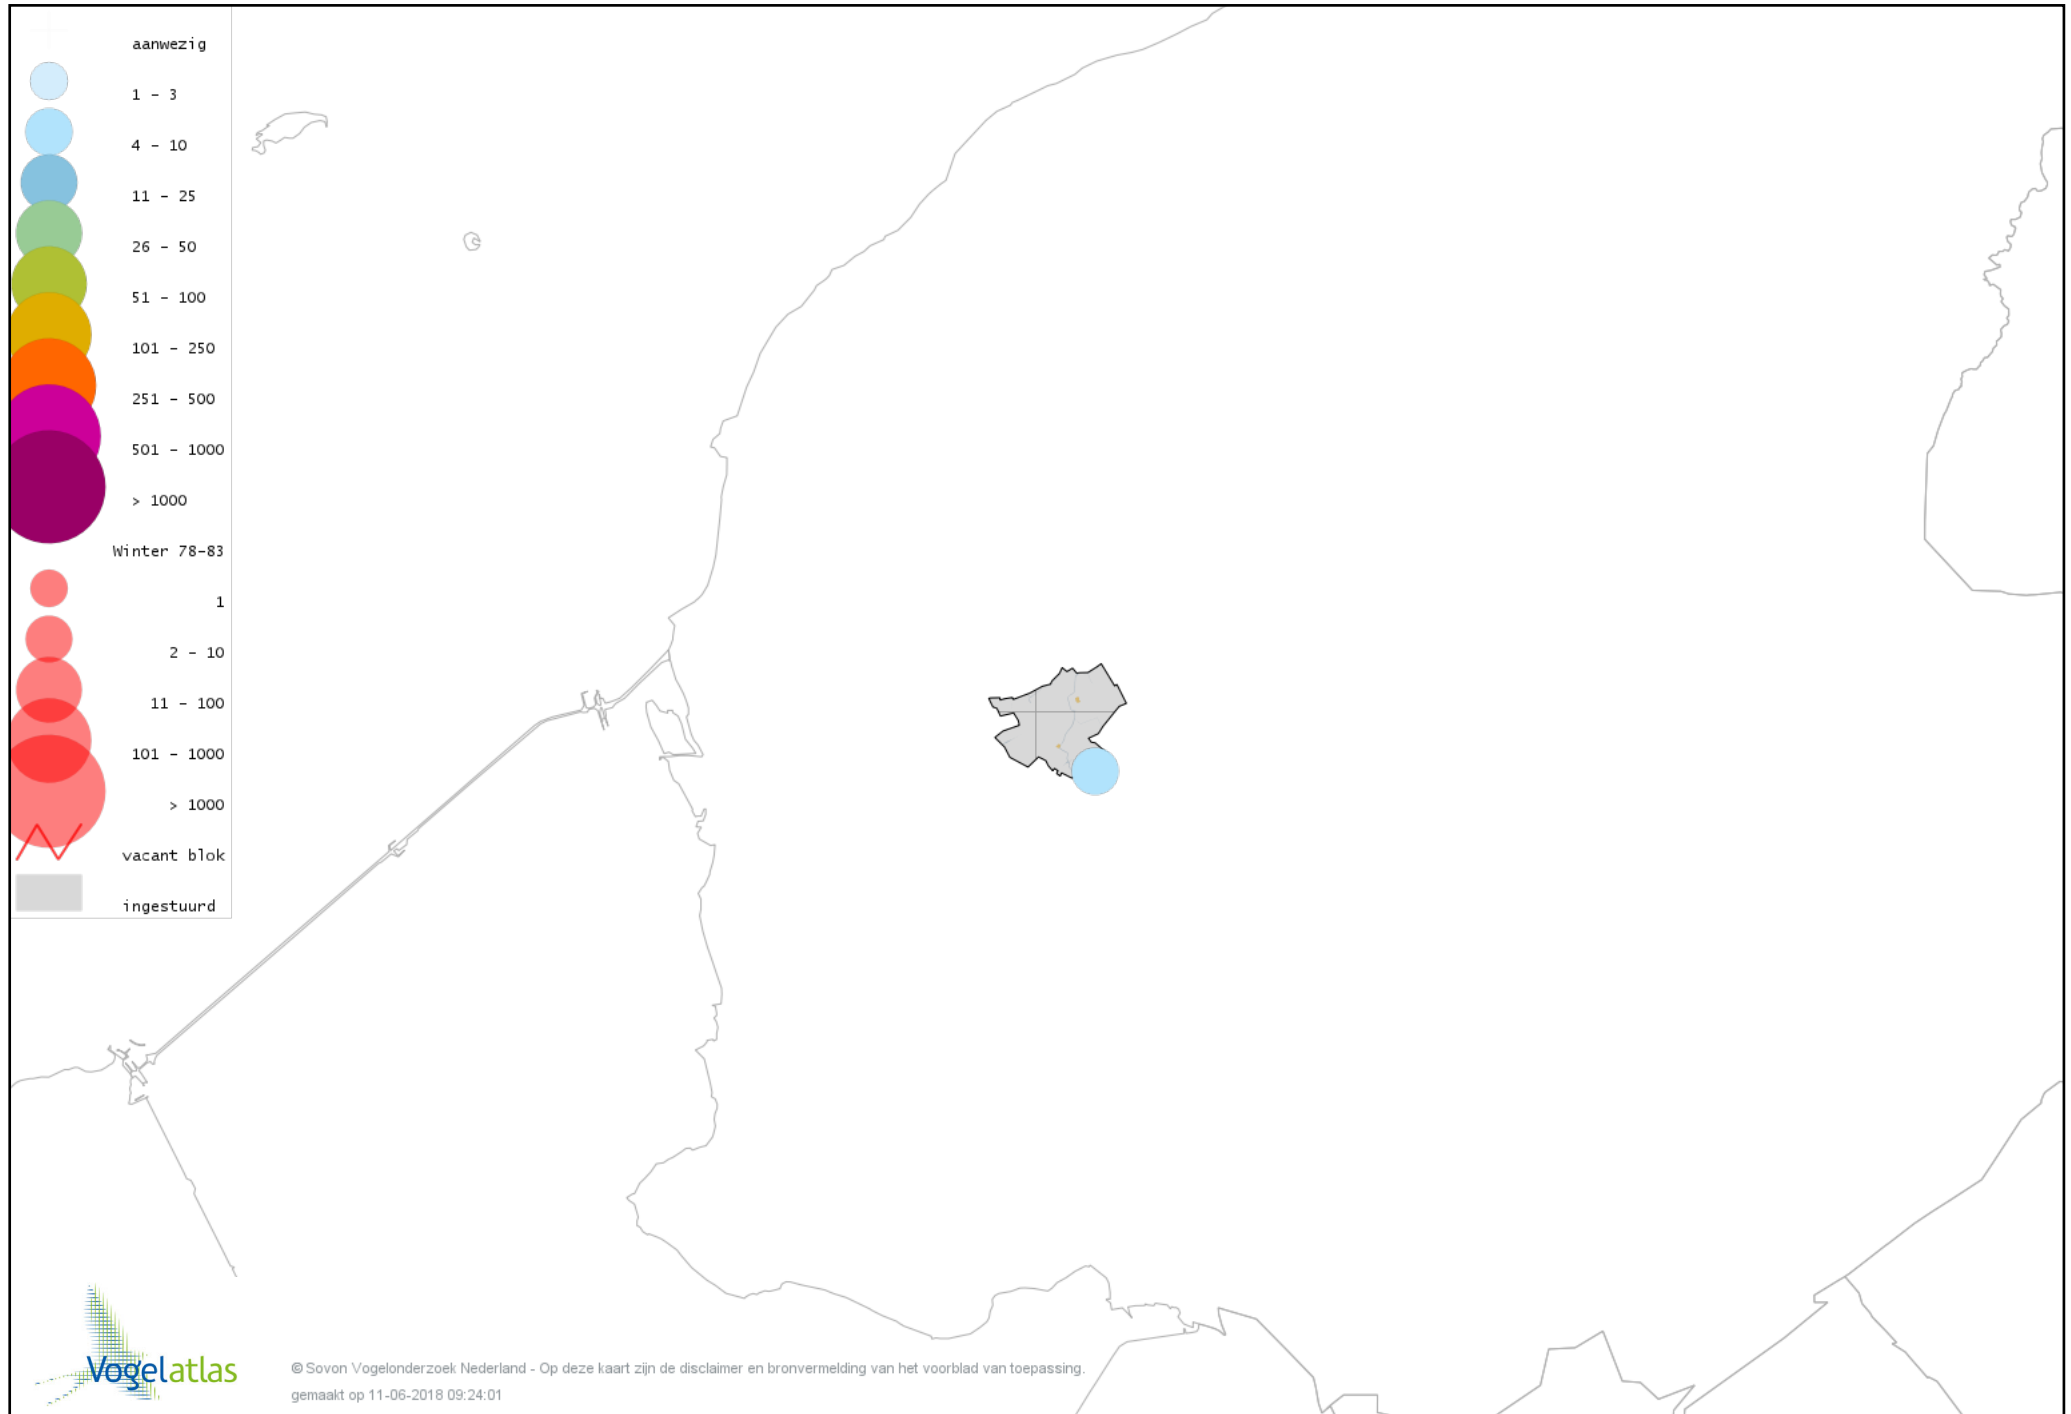 aanwezig
1 - 3
4 - 10
11 - 25
26 - 50
51 - 100
101 - 250
251 - 500
501 - 1000
> 1000
Winter 78-83
1
2 - 10
11 - 100
101 - 1000
> 1000
vacant blok
ingestuurd
Vogelatlas
© Sovon Vogelonderzoek Nederland - Op deze kaart zijn de disclaimer en bronvermelding van het voorblad van toepassing.
gemaakt op 11-06-2018 09:24:01